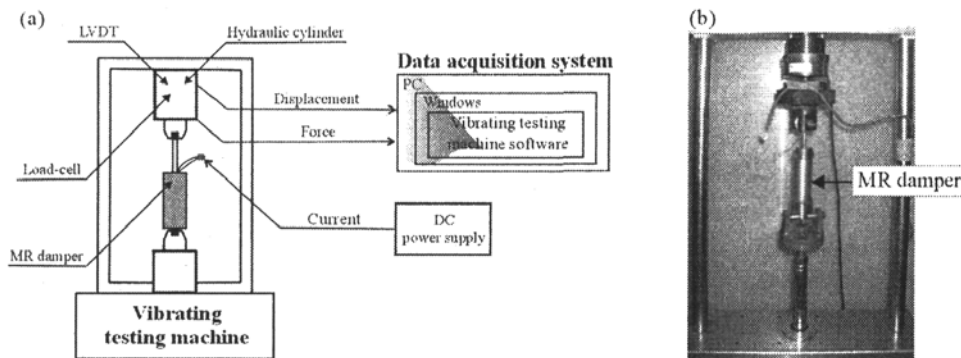 (a)
LVDT
Hydraulic cylinder
Data acquisition system
PC
Windows
Vibrating testing
machine software
Displacement
Force
Load-cell
Current
DC
power supply
MR damper
Vibrating
testing machine
(b)
MR damper